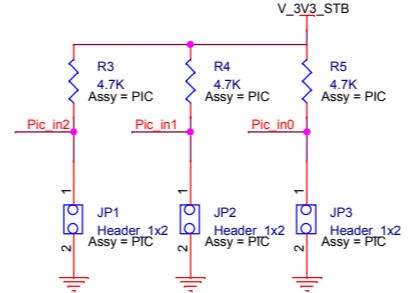 V_3V3_STB
R3
4.7K
Assy = PIC
R4
4.7K
Assy = PIC
R5
4.7K
Assy = PIC
Pic_in2
Pic_in1
Pic_in0
1
JP1
Header_1x2
Assy = PIC
2
1
JP2
Header_1x2
Assy = PIC
2
1
JP3
Header_1x2
Assy = PIC
2